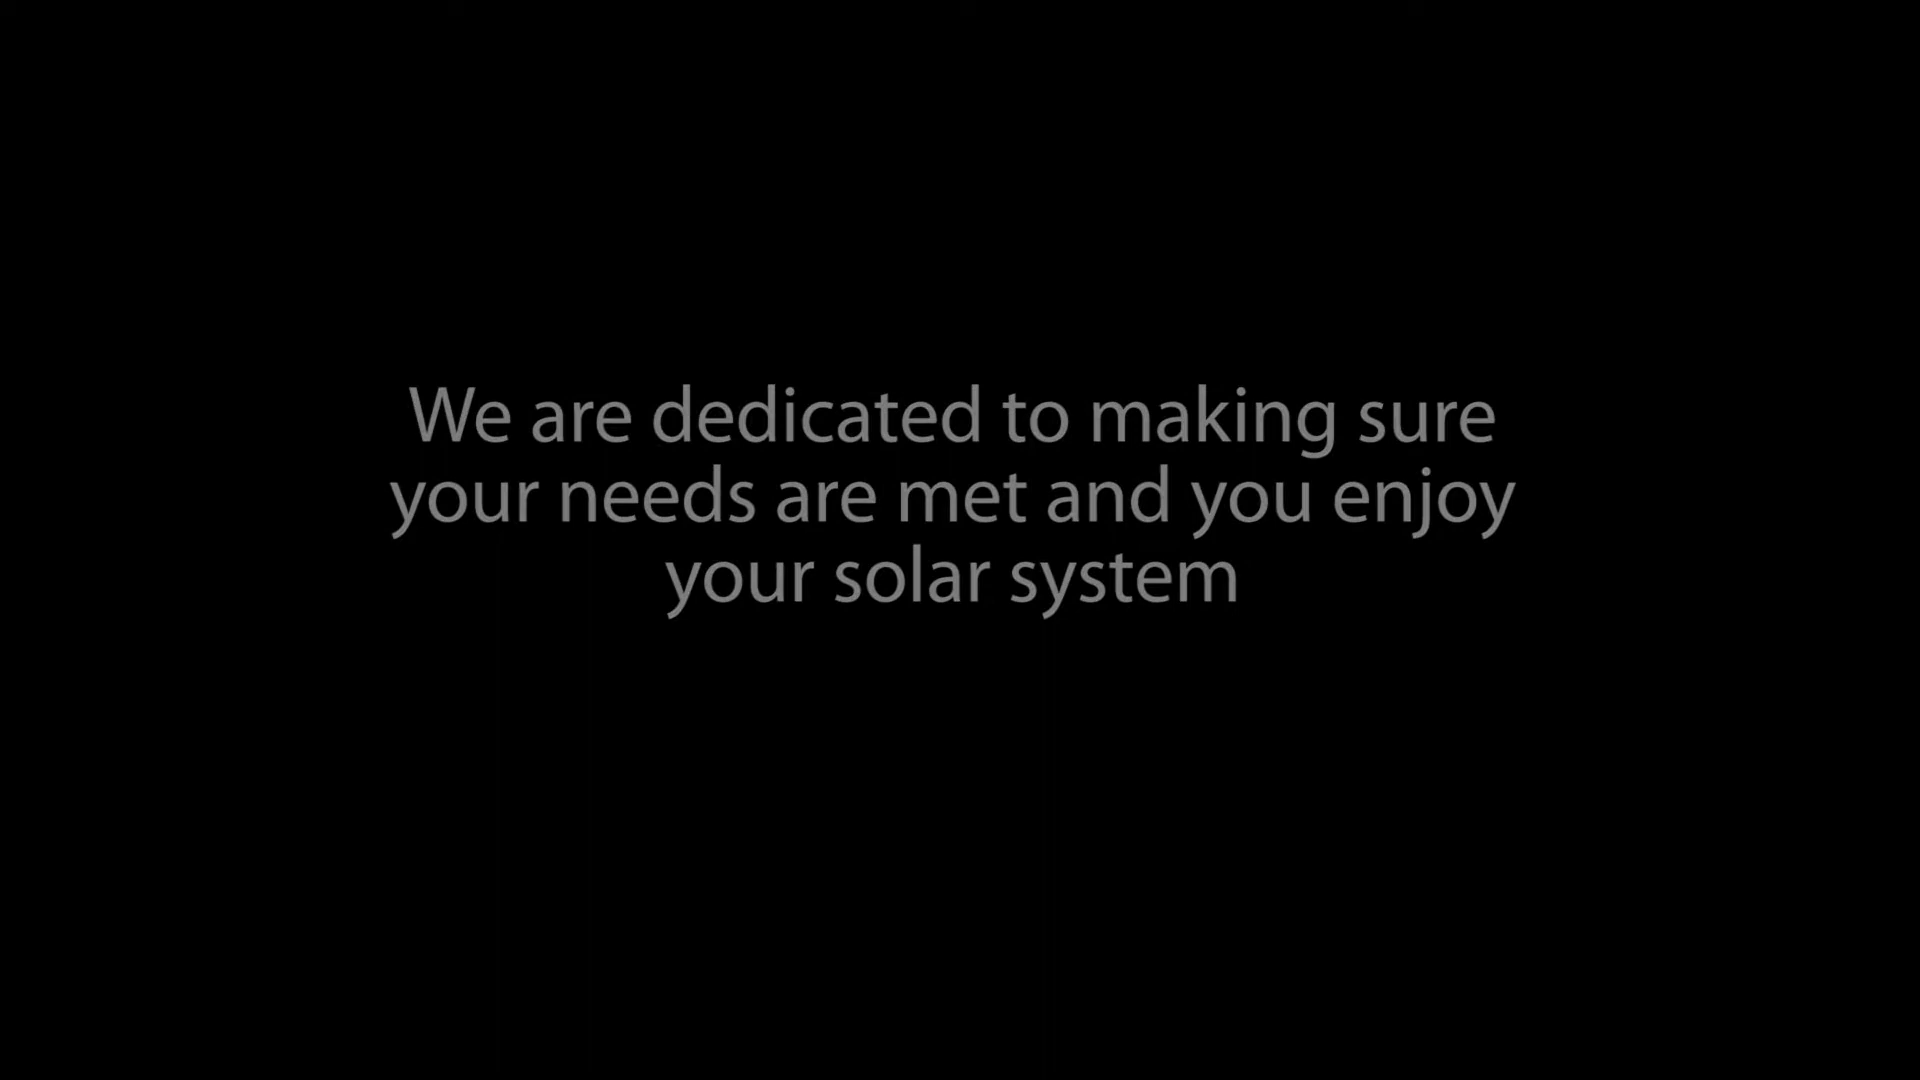 We are dedicated to making sure
your needs are met and you enjoy
your solar system